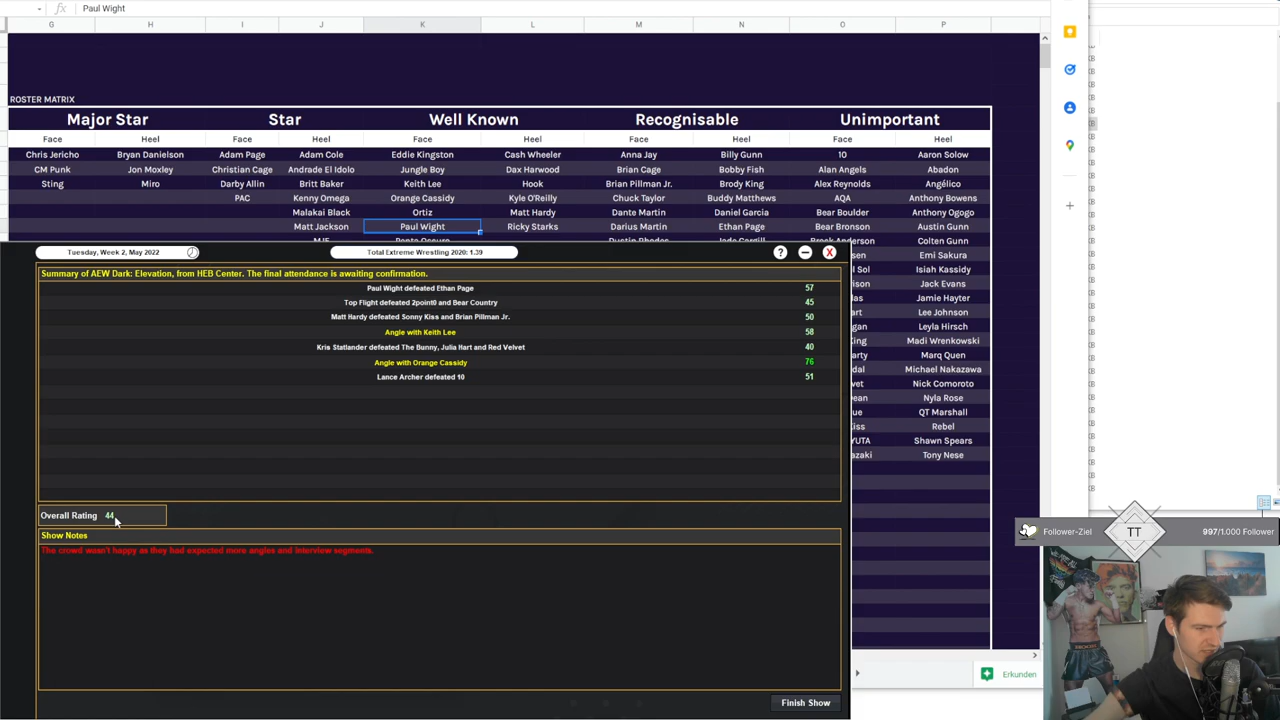 Paul Wight
G H I J K L M N O P
ROSTER MATRIX
Major Star Star Well Known Recognisable Unimportant
Face Heel Face Heel Face Heel Face Heel Face Heel
Chris Jericho Bryan Danielson Adam Page Adam Cole Eddie Kingston Cash Wheeler Anna Jay Billy Gunn 10 Aaron Solow
CM Punk Jon Moxley Christian Cage Andrade El Idolo Jungle Boy Dax Harwood Brian Cage Bobby Fish Alan Angels Abadon
Sting Miro Darby Allin Britt Baker Keith Lee Hook Brian Pillman Jr. Brody King Alex Reynolds Angélico
PAC Kenny Omega Orange Cassidy Kyle O'Reilly Chuck Taylor Buddy Matthews AQA Anthony Bowens
Malakai Black Ortiz Matt Hardy Dante Martin Daniel Garcia Bear Boulder Anthony Ogogo
Matt Jackson Paul Wight Ricky Starks Darius Martin Ethan Page Bear Bronson Austin Gunn
Colten Gunn
Isiah Kassidy
Jack Evans
Jamie Hayter
Lee Johnson
Leyla Hirsch
Madi Wrenkowski
Marq Quen
Michael Nakazawa
Nick Comoroto
Nyla Rose
QT Marshall
Rebel
Shawn Spears
Tony Nese
Tuesday, Week 2, May 2022 Total Extreme Wrestling 2020: 1.39 ? – X
Summary of AEW Dark: Elevation, from HEB Center. The final attendance is awaiting confirmation.
Paul Wight defeated Ethan Page 57
Top Flight defeated 2point0 and Bear Country 45
Matt Hardy defeated Sonny Kiss and Brian Pillman Jr. 50
Angle with Keith Lee 58
Kris Statlander defeated The Bunny, Julia Hart and Red Velvet 40
Angle with Orange Cassidy 76
Lance Archer defeated 10 51
Overall Rating 44
Show Notes
The crowd wasn't happy as they had expected more angles and interview segments.
Finish Show
Erkunden
Follower-Ziel TT 997/1.000 Follower